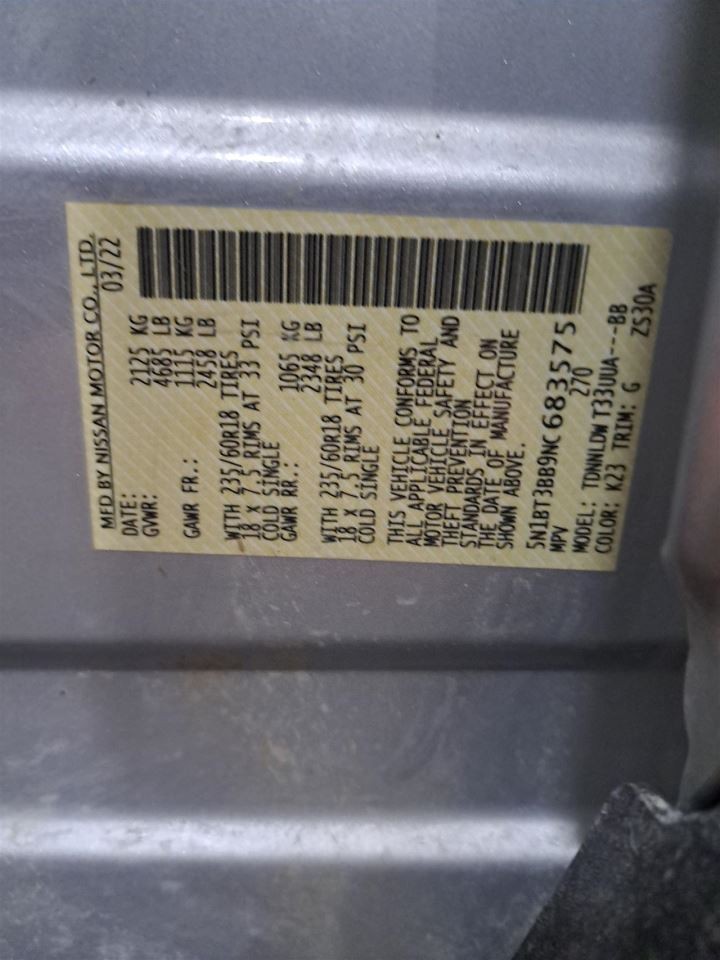 MFD BY NISSAN MOTOR CO., LTD.
DATE: 03/22
GVWR: 2125 KG
4685 LB
GAWR FR.: 1115 KG
2458 LB
WITH 235/60R18 TIRES
18 X 7.5 RIMS AT 33 PSI
COLD SINGLE
GAWR RR.: 1065 KG
2348 LB
WITH 235/60R18 TIRES
18 X 7.5 RIMS AT 30 PSI
COLD SINGLE
THIS VEHICLE CONFORMS TO
ALL APPLICABLE FEDERAL
MOTOR VEHICLE SAFETY AND
THEFT PREVENTION
STANDARDS IN EFFECT ON
THE DATE OF MANUFACTURE
SHOWN ABOVE.
5N1BT3BB9NC683575
MPV 270
MODEL: TDNNLDW T33UUA---BB
COLOR: K23 TRIM: G ZS30A